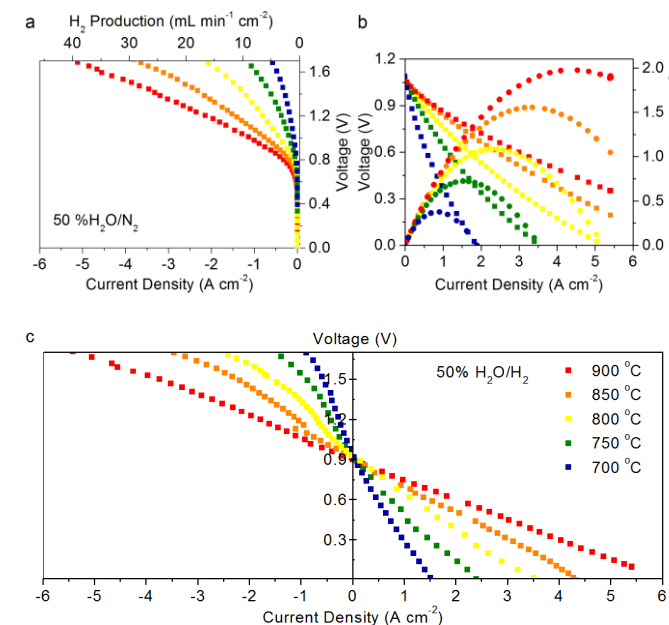 a
H2 Production (mL min-1 cm-2)
40 30 20 10 0
1.6
1.2
0.8
0.4
0.0
Voltage (V)
50 %H2O/N2
-6 -5 -4 -3 -2 -1 0
Current Density (A cm-2)
b
1.2
0.9
0.6
0.3
0.0
Voltage (V)
2.0
1.5
1.0
0.5
0.0
0 1 2 3 4 5 6
Current Density (A cm-2)
c
Voltage (V)
1.5
1.2
0.9
0.6
0.3
50% H2O/H2
900 °C
850 °C
800 °C
750 °C
700 °C
-6 -5 -4 -3 -2 -1 0 1 2 3 4 5 6
Current Density (A cm-2)